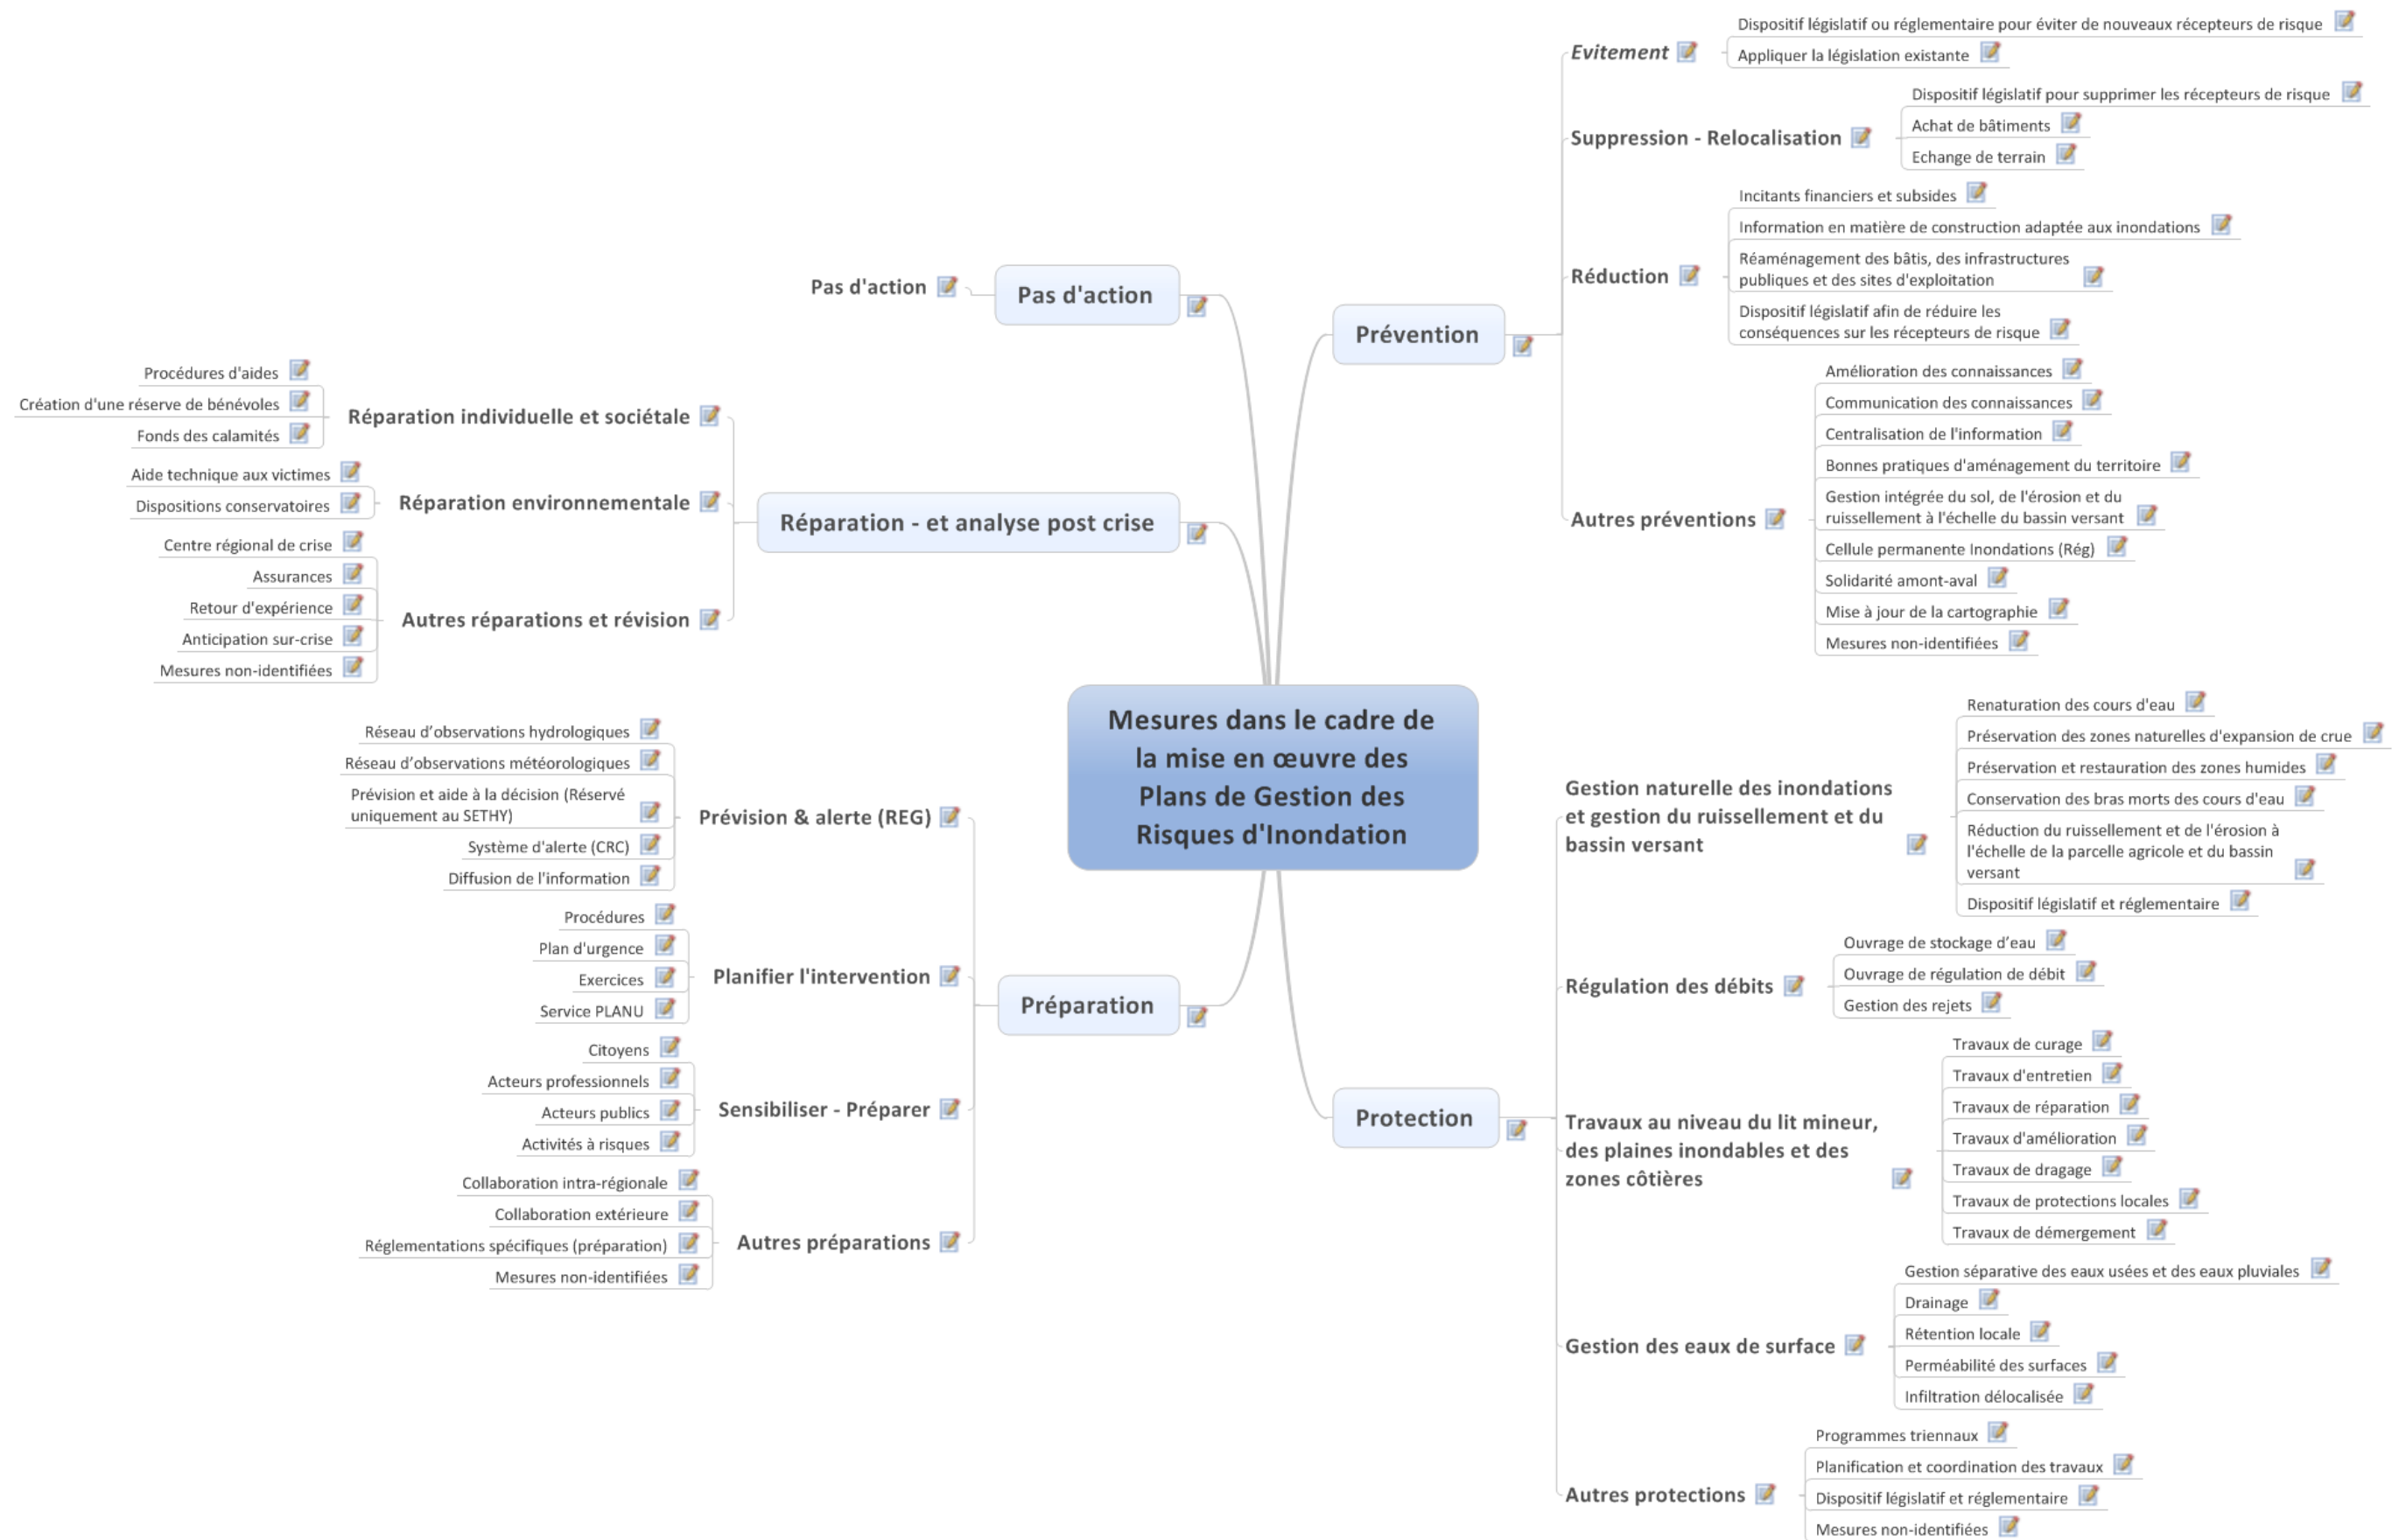 Mesures dans le cadre de
la mise en œuvre des
Plans de Gestion des
Risques d'Inondation
Prévention
Evitement
Dispositif législatif ou réglementaire pour éviter de nouveaux récepteurs de risque
Appliquer la législation existante
Suppression - Relocalisation
Dispositif législatif pour supprimer les récepteurs de risque
Achat de bâtiments
Echange de terrain
Réduction
Incitants financiers et subsides
Information en matière de construction adaptée aux inondations
Réaménagement des bâtis, des infrastructures
publiques et des sites d'exploitation
Dispositif législatif afin de réduire les
conséquences sur les récepteurs de risque
Autres préventions
Amélioration des connaissances
Communication des connaissances
Centralisation de l'information
Bonnes pratiques d'aménagement du territoire
Gestion intégrée du sol, de l'érosion et du
ruissellement à l'échelle du bassin versant
Cellule permanente Inondations (Rég)
Solidarité amont-aval
Mise à jour de la cartographie
Mesures non-identifiées
Protection
Gestion naturelle des inondations
et gestion du ruissellement et du
bassin versant
Renaturation des cours d'eau
Préservation des zones naturelles d'expansion de crue
Préservation et restauration des zones humides
Conservation des bras morts des cours d'eau
Réduction du ruissellement et de l'érosion à
l'échelle de la parcelle agricole et du bassin
versant
Dispositif législatif et réglementaire
Régulation des débits
Ouvrage de stockage d’eau
Ouvrage de régulation de débit
Gestion des rejets
Travaux au niveau du lit mineur,
des plaines inondables et des
zones côtières
Travaux de curage
Travaux d'entretien
Travaux de réparation
Travaux d'amélioration
Travaux de dragage
Travaux de protections locales
Travaux de démergement
Gestion des eaux de surface
Gestion séparative des eaux usées et des eaux pluviales
Drainage
Rétention locale
Perméabilité des surfaces
Infiltration délocalisée
Autres protections
Programmes triennaux
Planification et coordination des travaux
Dispositif législatif et réglementaire
Mesures non-identifiées
Préparation
Prévision & alerte (REG)
Réseau d’observations hydrologiques
Réseau d’observations météorologiques
Prévision et aide à la décision (Réservé
uniquement au SETHY)
Système d'alerte (CRC)
Diffusion de l'information
Planifier l'intervention
Procédures
Plan d'urgence
Exercices
Service PLANU
Sensibiliser - Préparer
Citoyens
Acteurs professionnels
Acteurs publics
Activités à risques
Autres préparations
Collaboration intra-régionale
Collaboration extérieure
Réglementations spécifiques (préparation)
Mesures non-identifiées
Réparation - et analyse post crise
Réparation individuelle et sociétale
Procédures d'aides
Création d'une réserve de bénévoles
Fonds des calamités
Réparation environnementale
Aide technique aux victimes
Dispositions conservatoires
Autres réparations et révision
Centre régional de crise
Assurances
Retour d'expérience
Anticipation sur-crise
Mesures non-identifiées
Pas d'action
Pas d'action